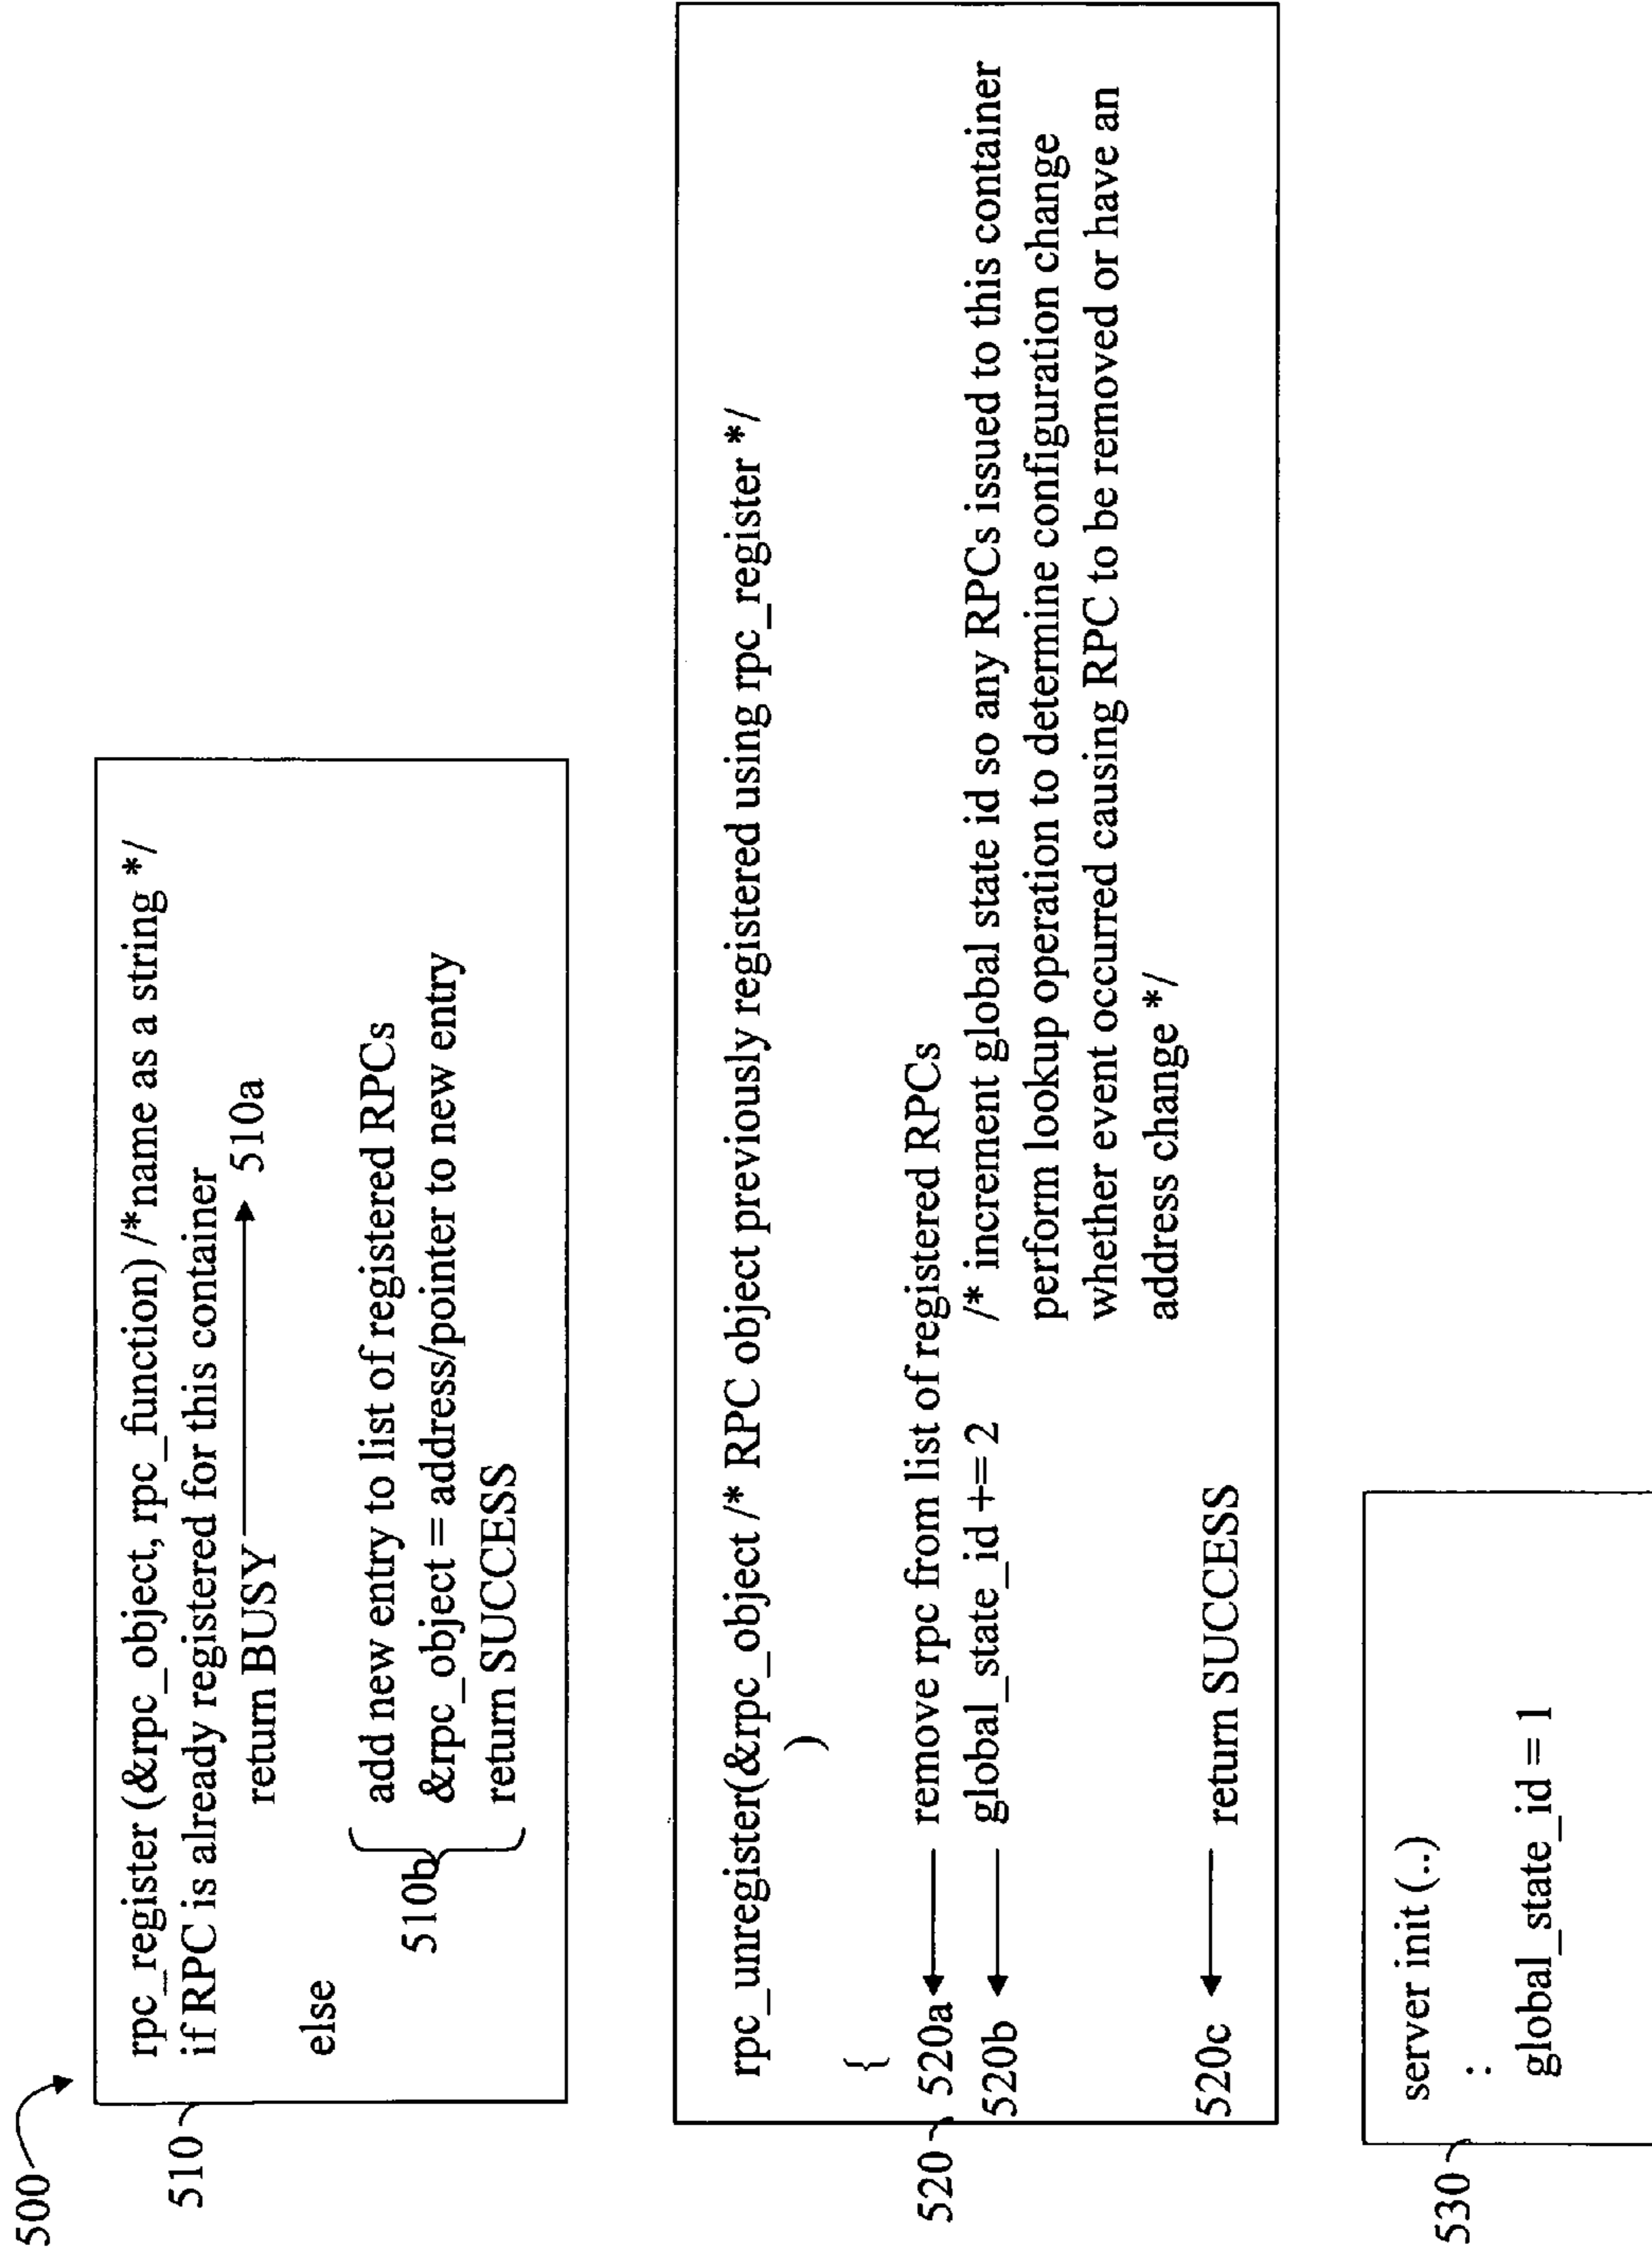 500
510
rpc_register (&rpc_object, rpc_function) /*name as a string */
if RPC is already registered for this container
return BUSY 510a
else
510b
add new entry to list of registered RPCs
&rpc_object = address/pointer to new entry
return SUCCESS
520
rpc_unregister(&rpc_object /* RPC object previously registered using rpc_register */
)
{
520a remove rpc from list of registered RPCs
520b global_state_id += 2 /* increment global state id so any RPCs issued to this container
perform lookup operation to determine configuration change
whether event occurred causing RPC to be removed or have an
address change */
520c return SUCCESS
530
server init (..)
:
global_state_id = 1